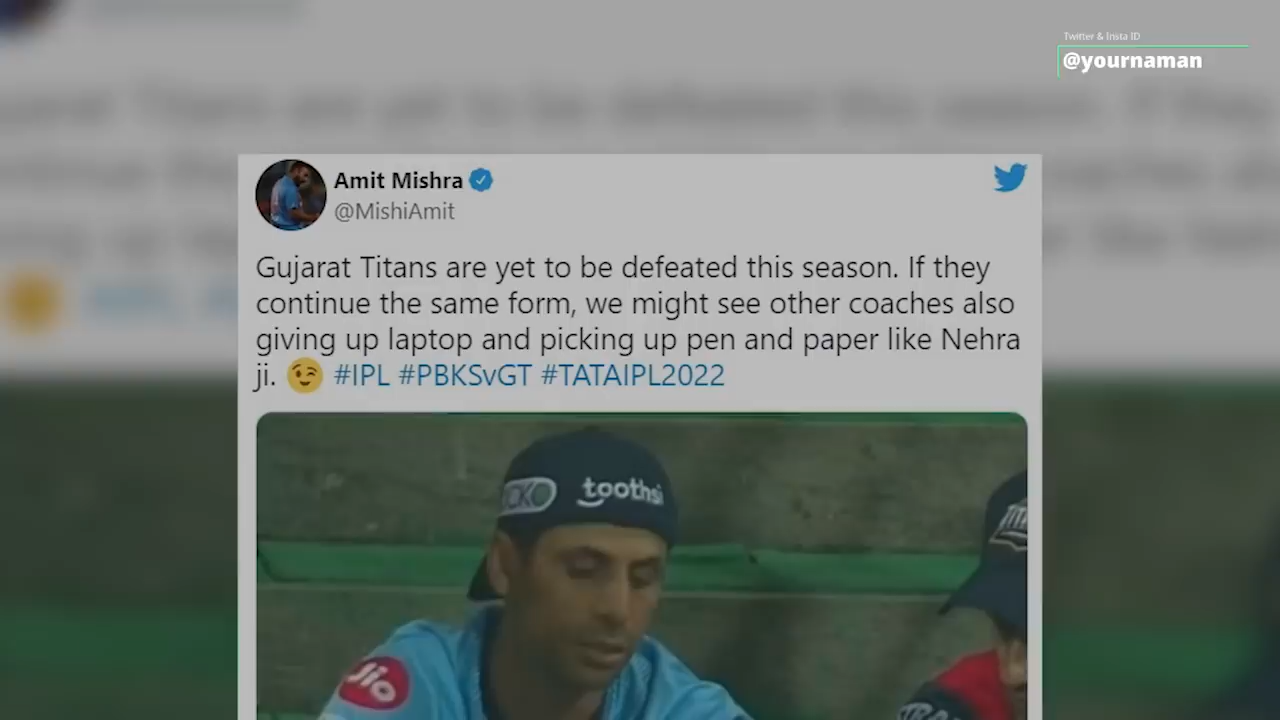 Twitter & Insta ID
@yournaman
Amit Mishra
@MishiAmit
Gujarat Titans are yet to be defeated this season. If they
continue the same form, we might see other coaches also
giving up laptop and picking up pen and paper like Nehra
ji. 😉 #IPL #PBKSvGT #TATAIPL2022
toothsi
Jio